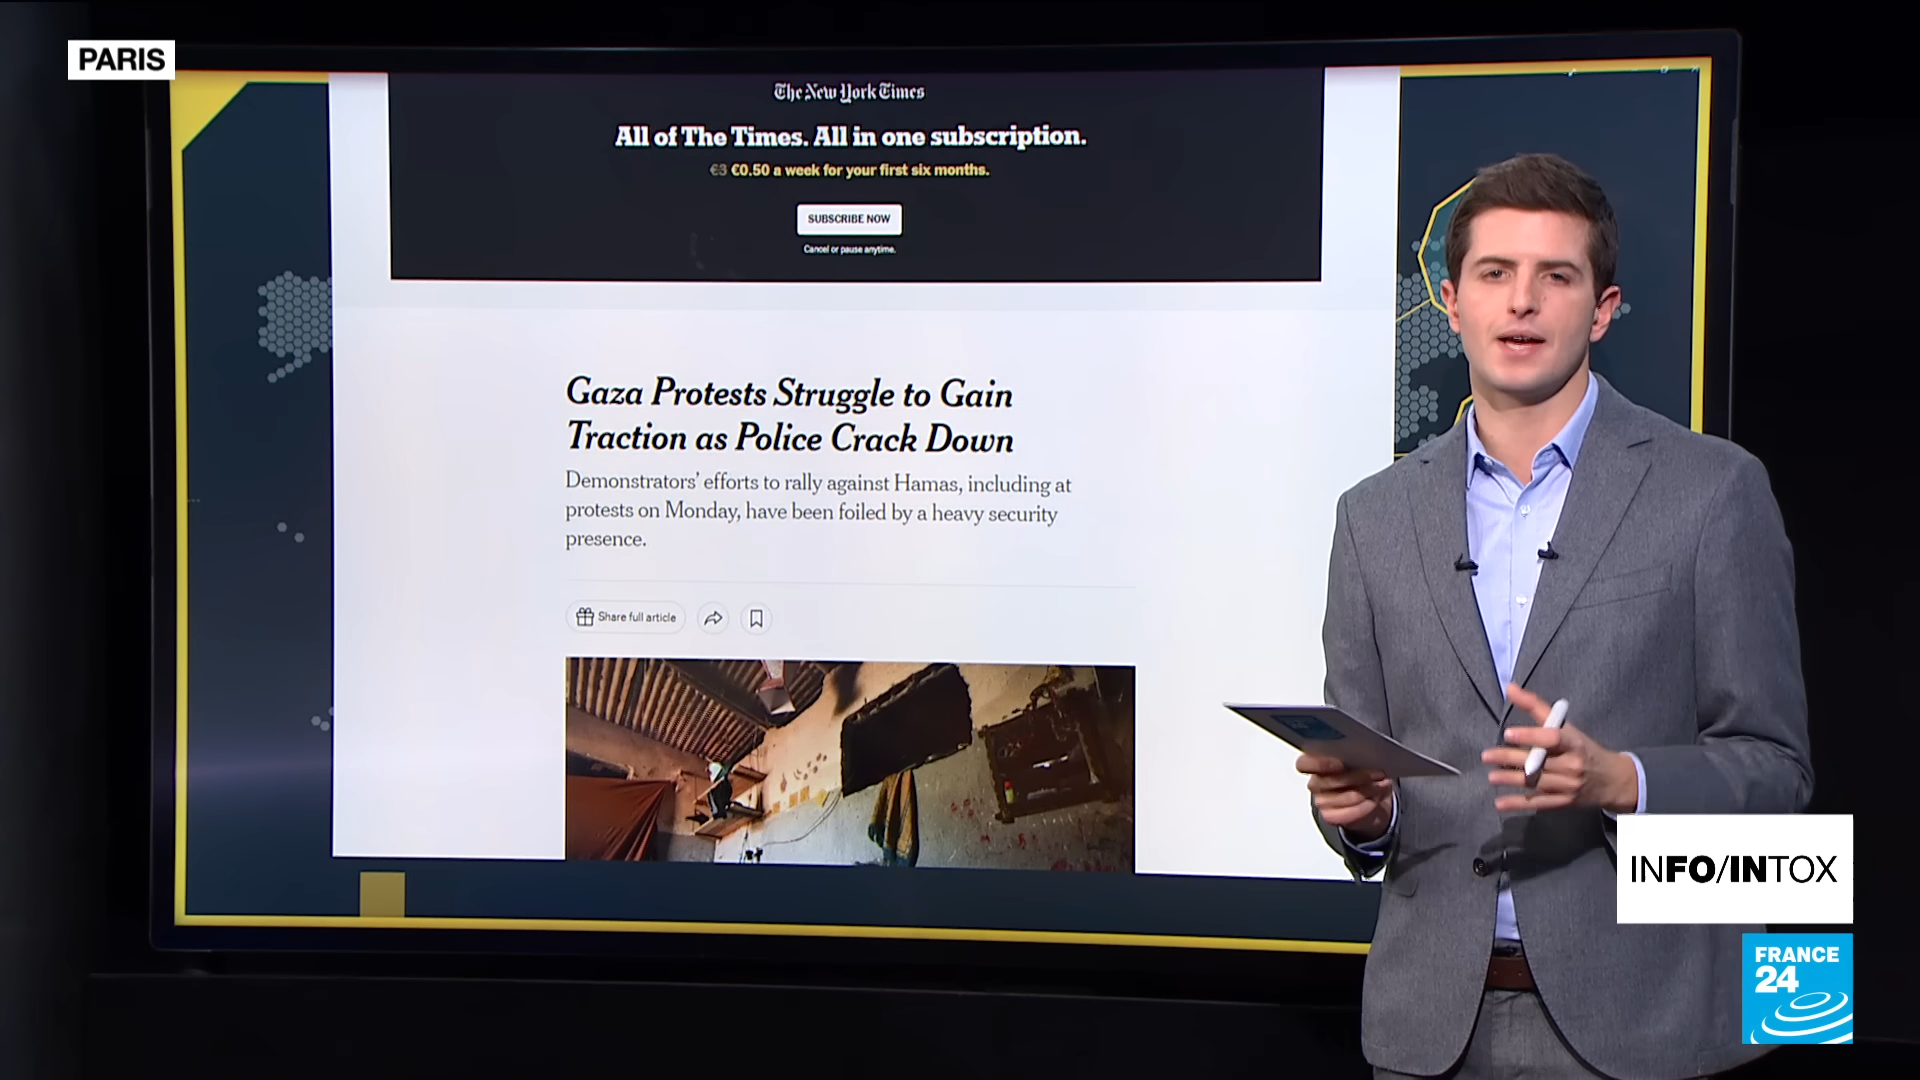 PARIS
The New York Times
All of The Times. All in one subscription.
€3 €0.50 a week for your first six months.
SUBSCRIBE NOW
Cancel or pause anytime.
Gaza Protests Struggle to Gain
Traction as Police Crack Down
Demonstrators’ efforts to rally against Hamas, including at
protests on Monday, have been foiled by a heavy security
presence.
Share full article
INFO/INTOX
FRANCE
24